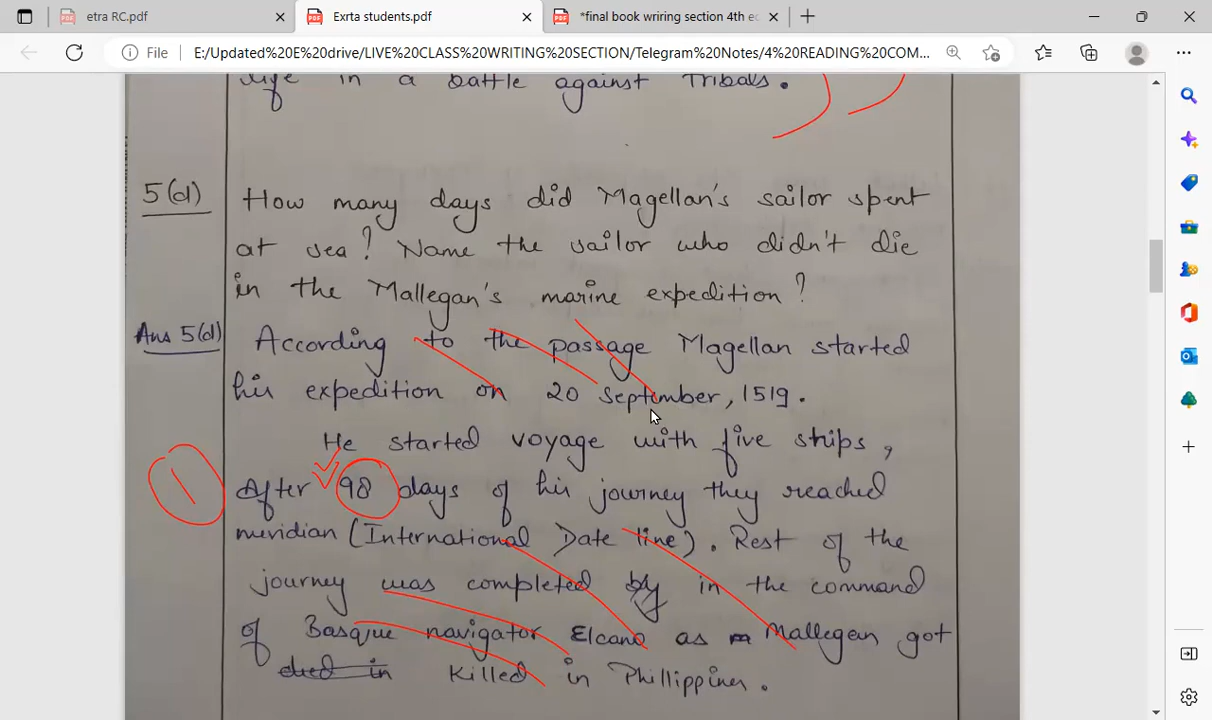 etra RC.pdf
Exrta students.pdf
*final book wriring section 4th ec
File
E:/Updated%20E%20drive/LIVE%20CLASS%20WRITING%20SECTION/Telegram%20Notes/4%20READING%20COM...
life in a battle against Tribals.
5(d) How many days did Magellan's sailor spent
at sea? Name the sailor who didn't die
in the Mallegan's marine expedition?
Ans 5(d) According to the passage Magellan started
his expedition on 20 September, 1519.
He started voyage with five ships,
1 After 98 days of his journey they reached
meridian (International Date line). Rest of the
journey was completed by in the command
of Basque navigator Elcano as Mallegan got
died in killed in Phillippines.